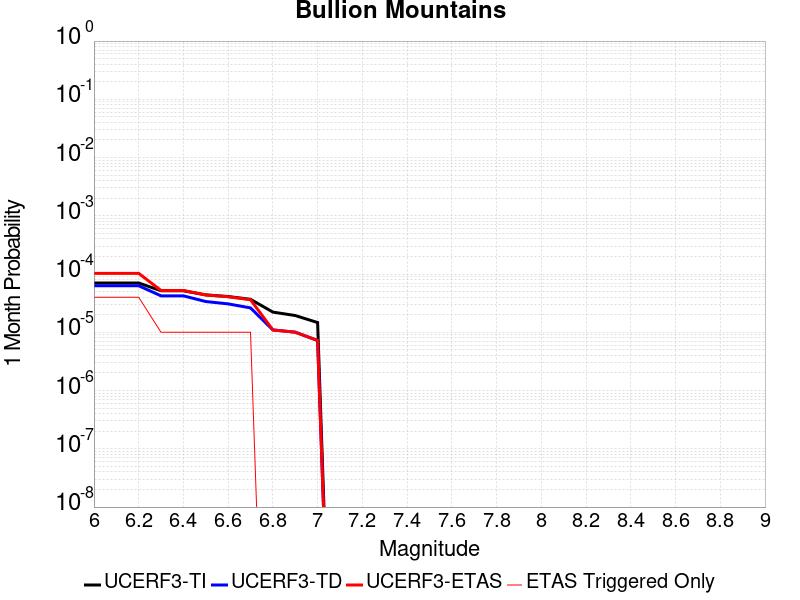 Bullion Mountains
1 Month Probability
10^0
10^-1
10^-2
10^-3
10^-4
10^-5
10^-6
10^-7
10^-8
6 6.2 6.4 6.6 6.8 7 7.2 7.4 7.6 7.8 8 8.2 8.4 8.6 8.8 9
Magnitude
UCERF3-TI UCERF3-TD UCERF3-ETAS ETAS Triggered Only